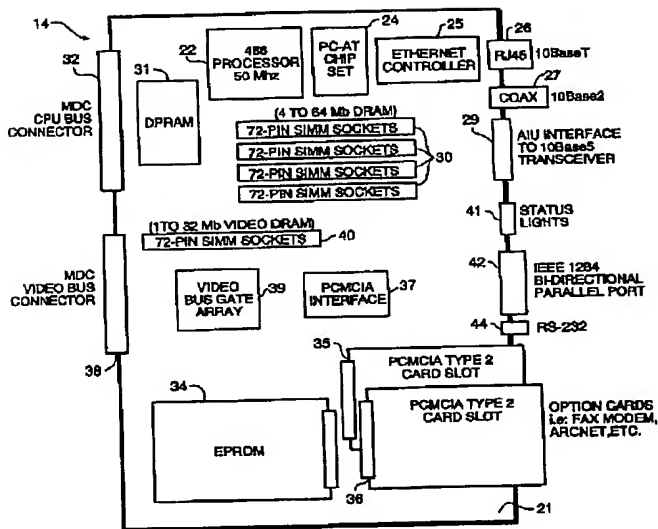 14
32
MDC
CPU BUS
CONNECTOR
31
DPRAM
22
486
PROCESSOR
50 Mhz
24
PC-AT
CHIP
SET
25
ETHERNET
CONTROLLER
26
RJ45
10BaseT
27
COAX
10Base2
29
AIU INTERFACE
TO 10Base5
TRANSCEIVER
(4 TO 64 Mb DRAM)
72-PIN SIMM SOCKETS
72-PIN SIMM SOCKETS
72-PIN SIMM SOCKETS
72-PIN SIMM SOCKETS
30
41
STATUS
LIGHTS
(1 TO 32 Mb VIDEO DRAM)
72-PIN SIMM SOCKETS
40
MDC
VIDEO BUS
CONNECTOR
38
VIDEO
BUS GATE
ARRAY
39
PCMCIA
INTERFACE
37
42
IEEE 1284
BI-DIRECTIONAL
PARALLEL PORT
44
RS-232
35
PCMCIA TYPE 2
CARD SLOT
34
EPROM
PCMCIA TYPE 2
CARD SLOT
36
OPTION CARDS
i.e: FAX MODEM,
ARCNET,ETC.
21